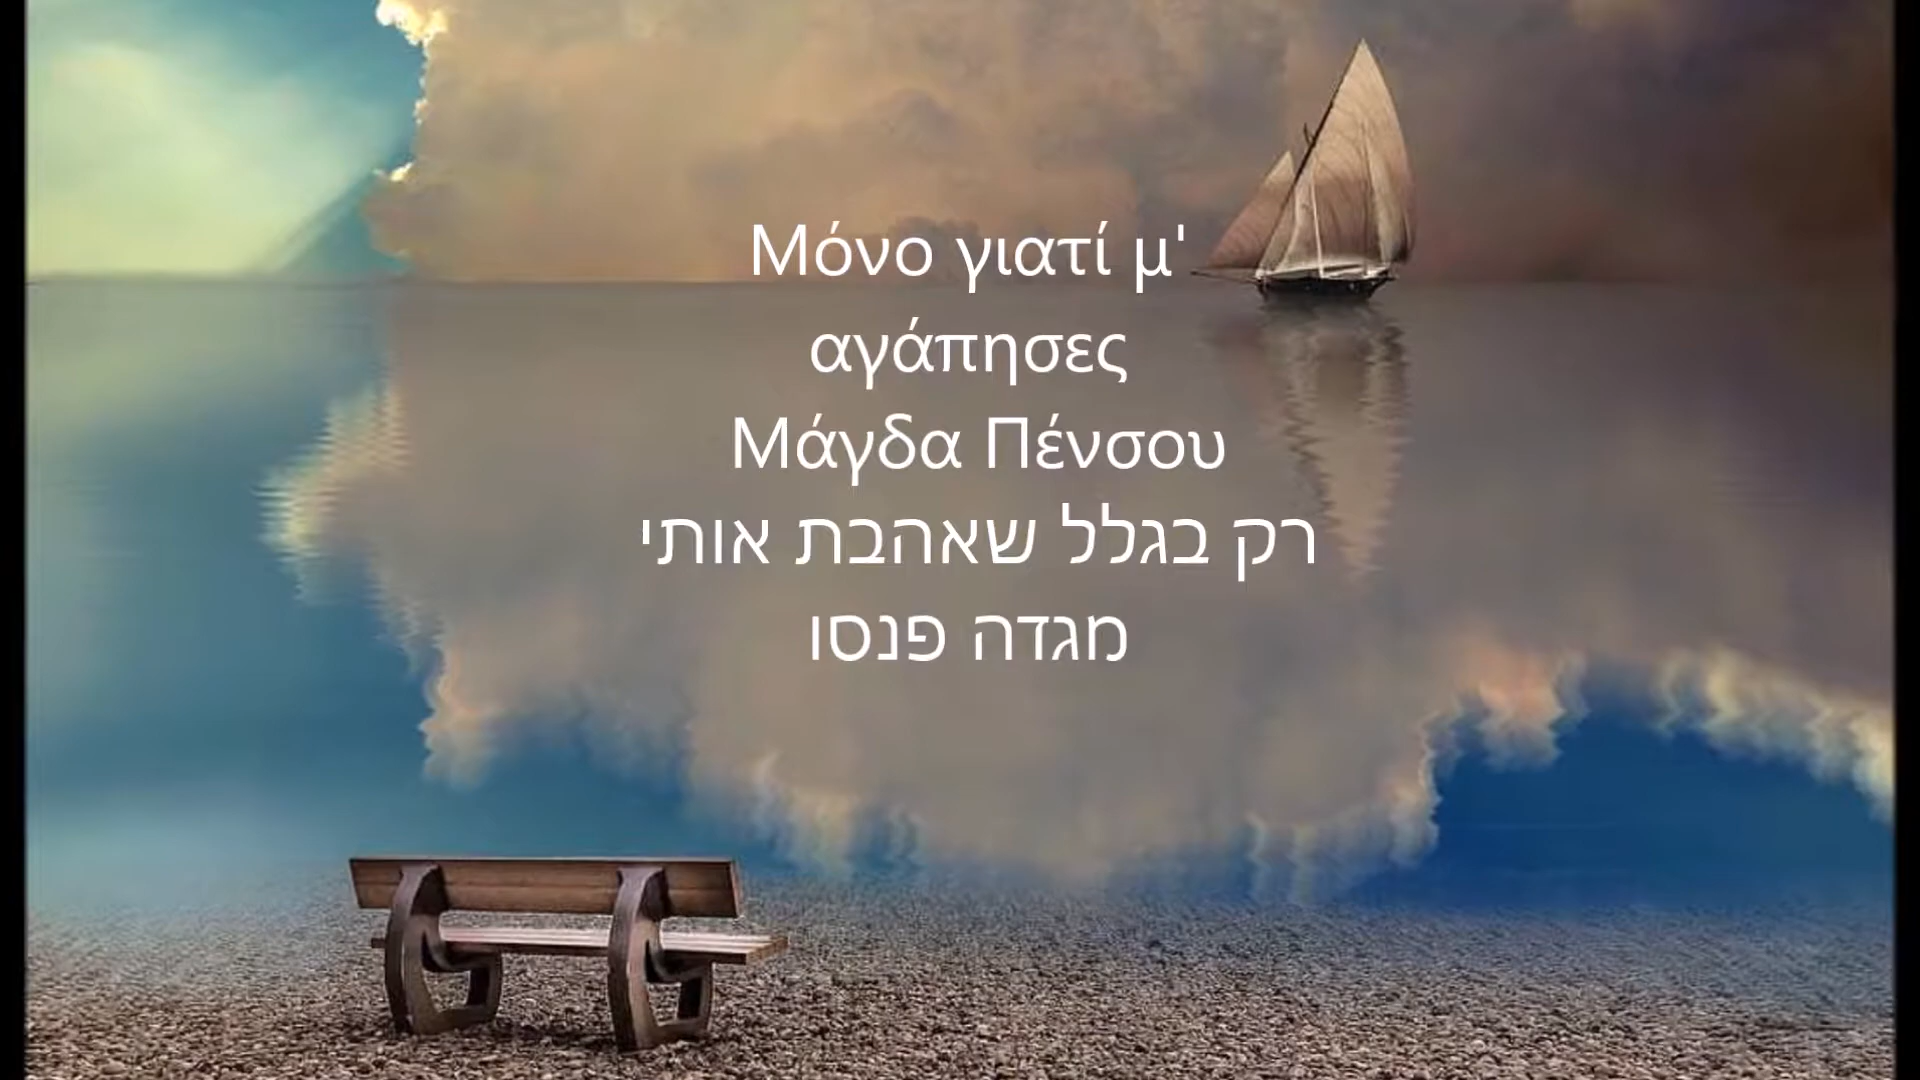 Μόνο γιατί μ'
αγάπησες
Μάγδα Πένσου
רק בגלל שאהבת אותי
מגדה פנסו